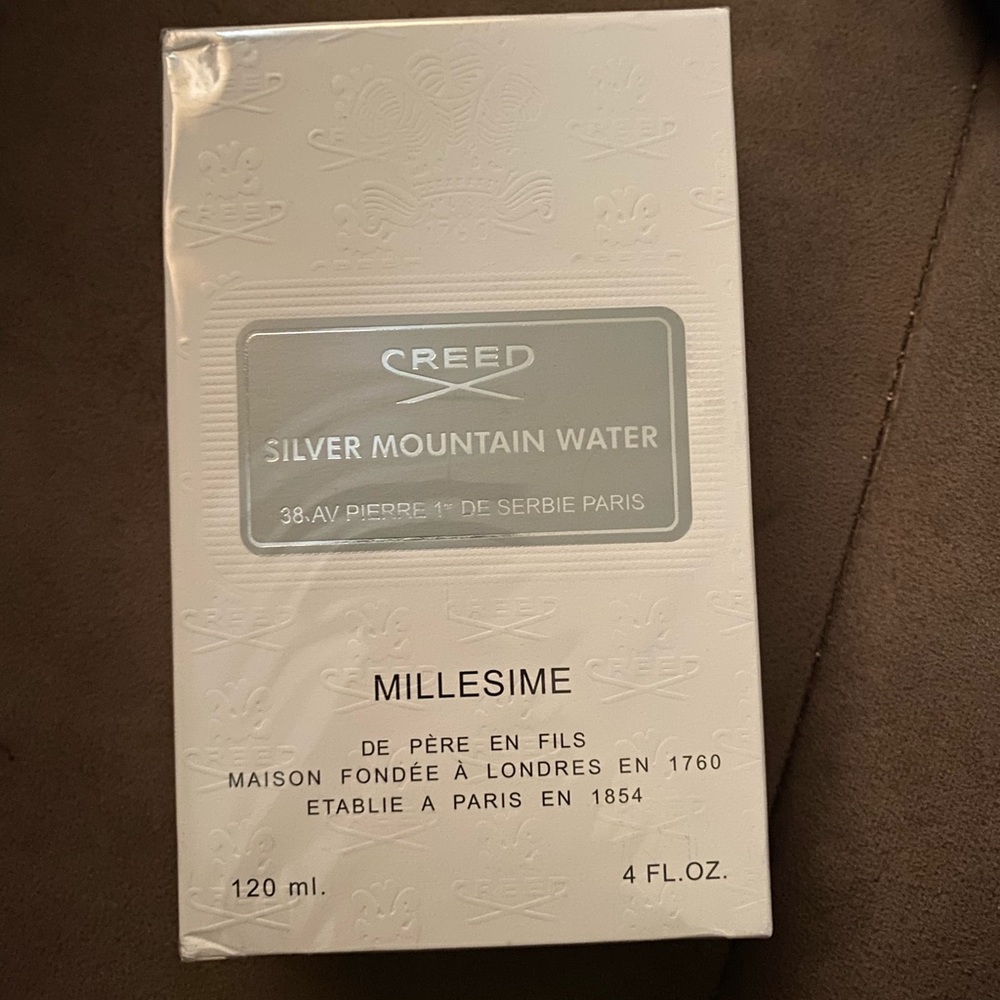 CREED
SILVER MOUNTAIN WATER
38.AV PIERRE 1er DE SERBIE PARIS
MILLESIME
DE PÈRE EN FILS
MAISON FONDÉE À LONDRES EN 1760
ETABLIE A PARIS EN 1854
120 ml.
4 FL.OZ.